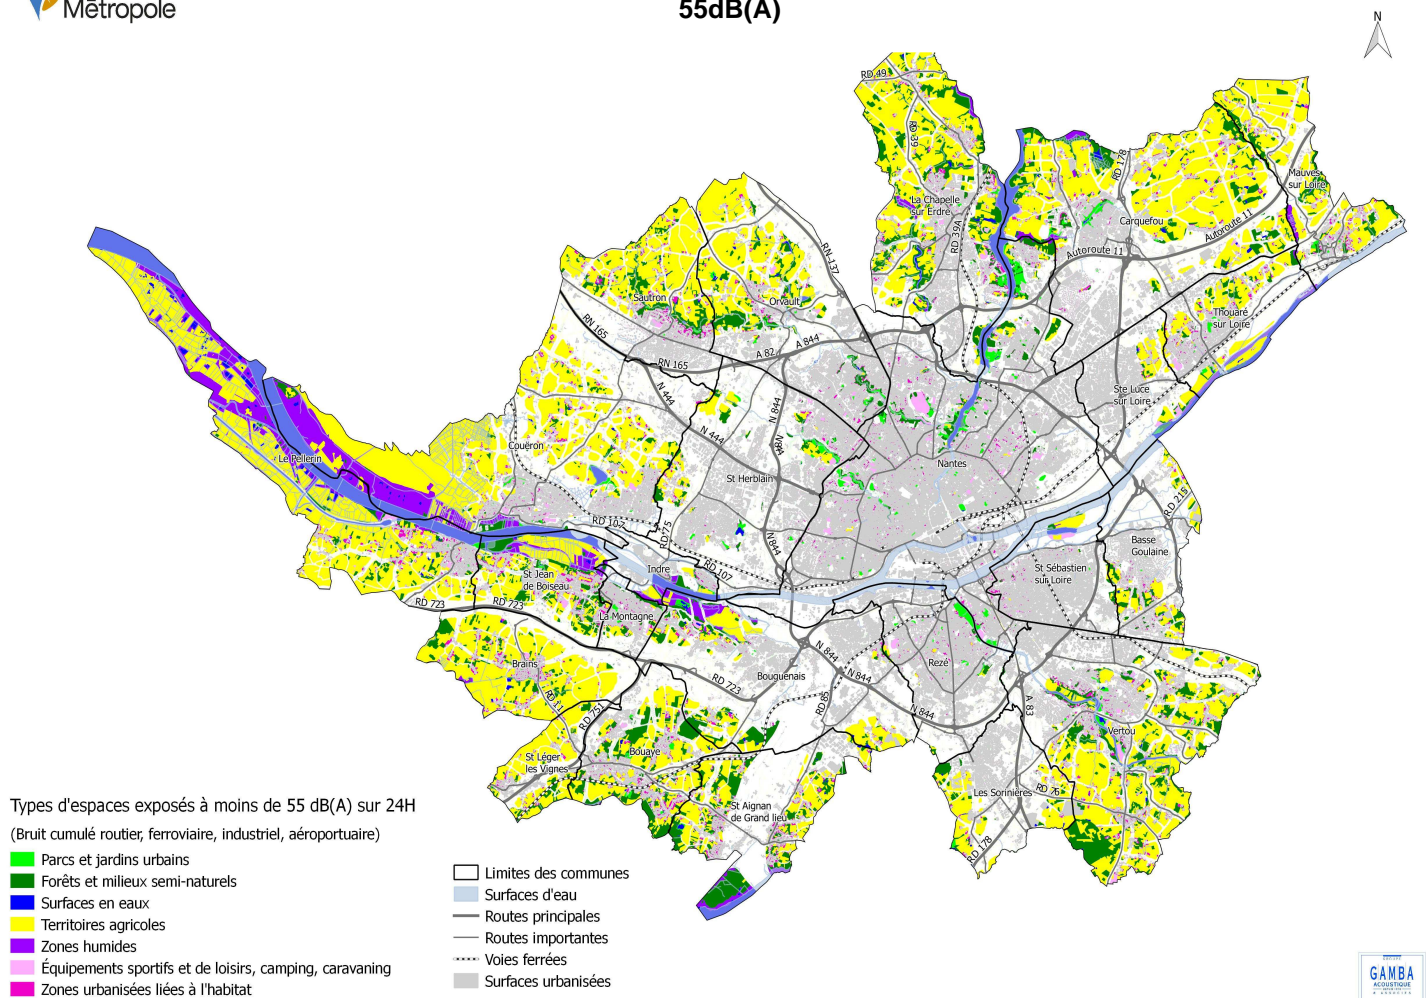 Métropole
55dB(A)
N
RD 49
RD 39
RD 178
Mauves
sur Loire
La Chapelle
sur Erdre
Carquefou
Autoroute 11
RD 39A
Autoroute 11
RN 137
Sautron
Orvault
Thouaré
sur Loire
RN 165
A 844
A 82
RN 165
N 444
Ste Luce
sur Loire
N 844
N 444
N 844
Couëron
Le Pellerin
Nantes
St Herblain
RD 215
RD 107
RD 75
N 844
Basse
Goulaine
Indre
RD 107
St Sébastien
sur Loire
St Jean
de Boiseau
RD 723
RD 723
La Montagne
N 844
Rezé
Brains
N 844
Bouguenais
RD 723
RD 11
RD 751
RD 85
N 844
A 83
Vertou
Bouaye
St Léger
les Vignes
RD 76
Les Sorinières
St Aignan
de Grand lieu
RD 178
Types d'espaces exposés à moins de 55 dB(A) sur 24H
(Bruit cumulé routier, ferroviaire, industriel, aéroportuaire)
Parcs et jardins urbains
Forêts et milieux semi-naturels
Surfaces en eaux
Territoires agricoles
Zones humides
Équipements sportifs et de loisirs, camping, caravaning
Zones urbanisées liées à l'habitat
Limites des communes
Surfaces d'eau
Routes principales
Routes importantes
Voies ferrées
Surfaces urbanisées
GAMBA
ACOUSTIQUE